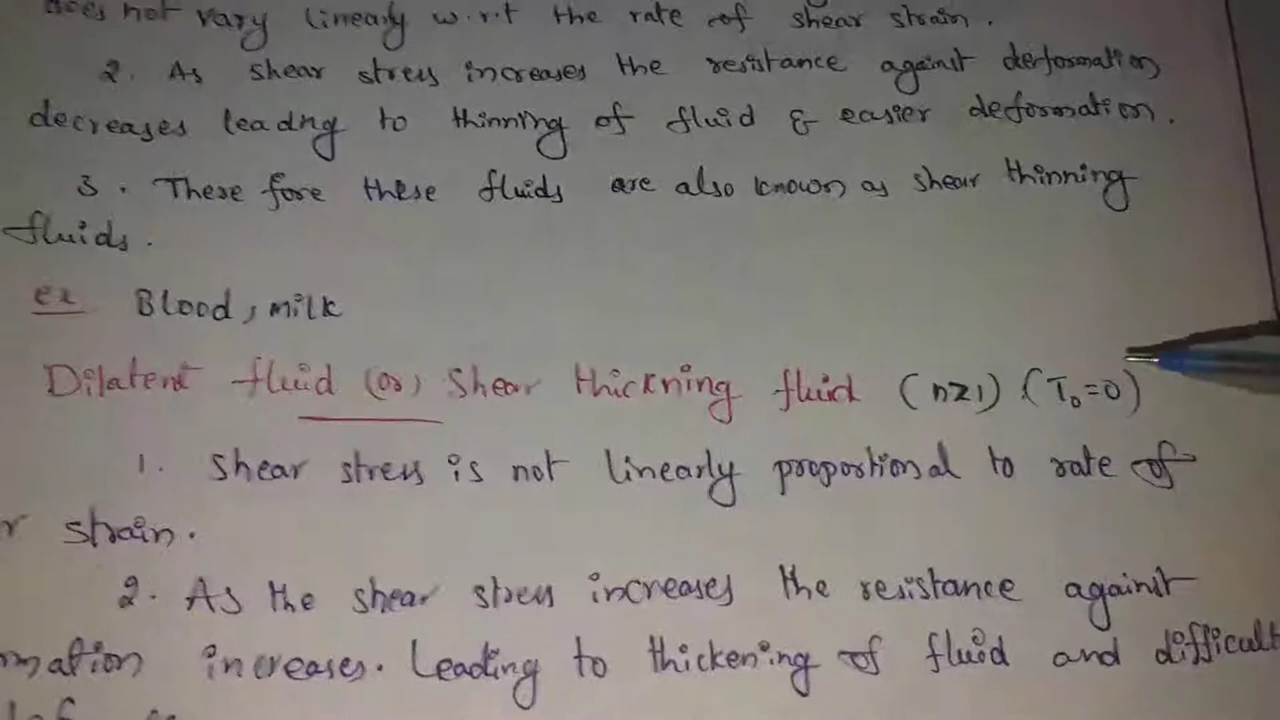 does not vary linearly w.r.t the rate of shear strain.
2. As shear stress increases the resistance against deformation
decreases leadng to thinning of fluid & easier deformation.
3. There fore these fluids are also known as shear thinning
fluids.
ex Blood, milk
Dilatent fluid (or) Shear thickning fluid (n≥1) (T₀=0)
1. Shear stress is not linearly proportional to rate of
r strain.
2. As the shear stress increases the resistance against
mation increases. Leading to thickening of fluid and difficult